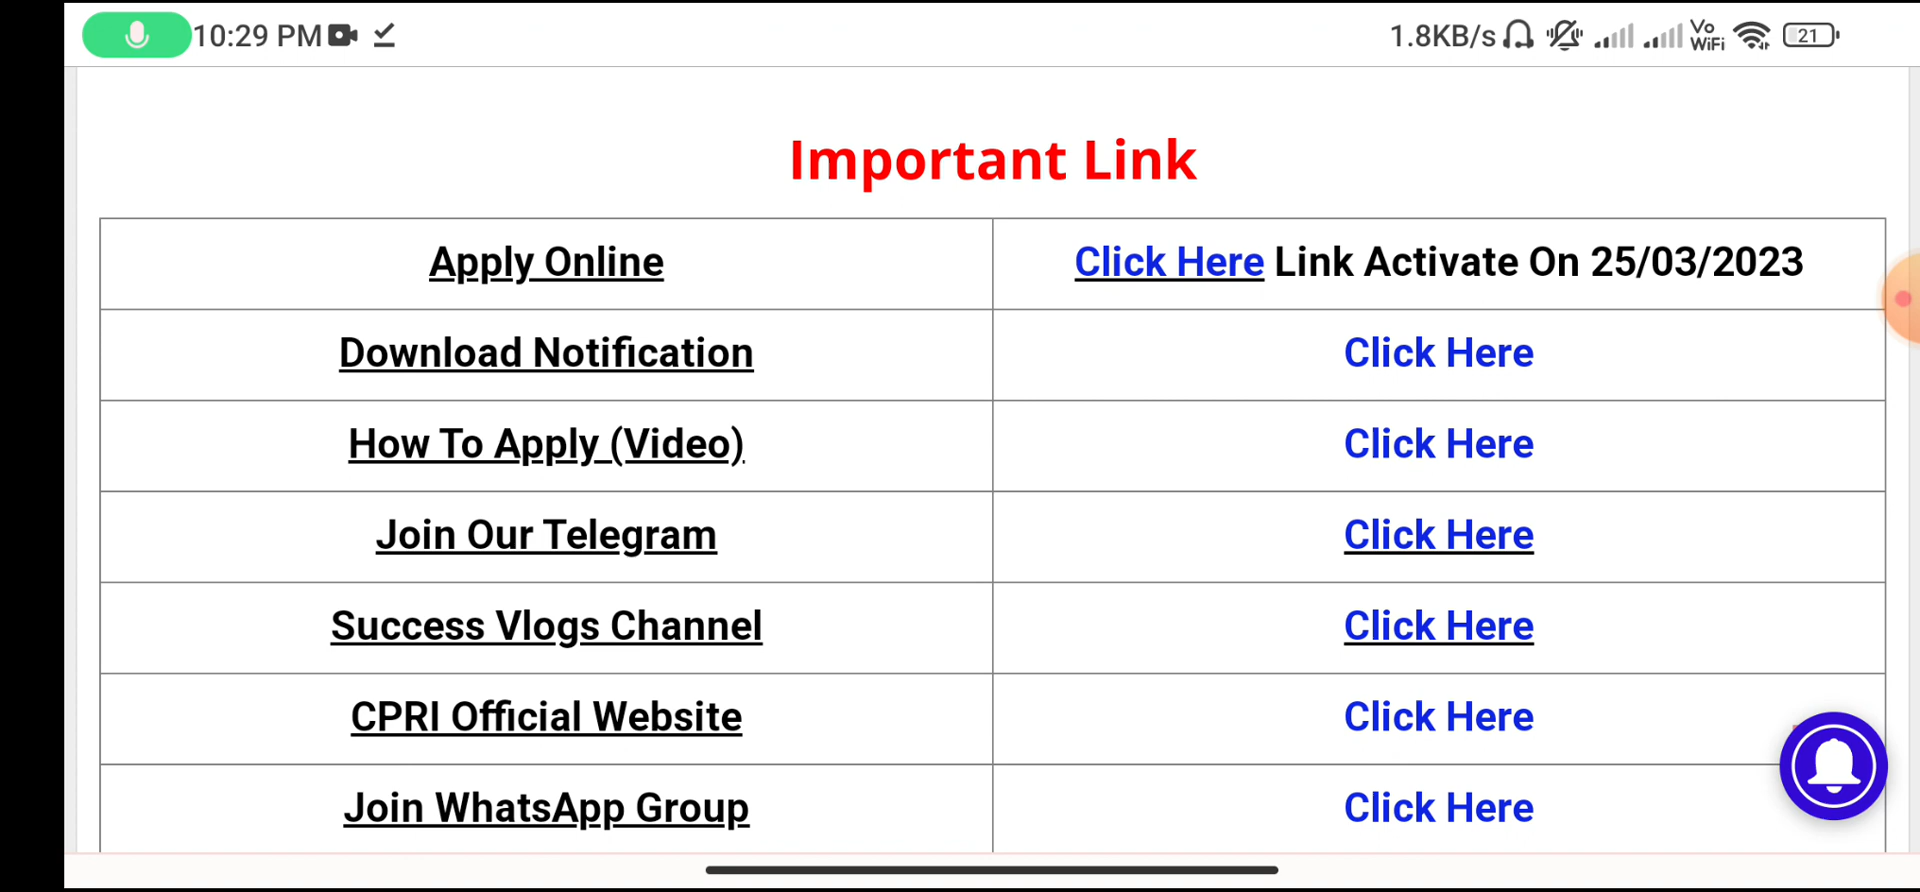 10:29 PM 1.8KB/s Vo WiFi 21
Important Link
Apply Online Click Here Link Activate On 25/03/2023
Download Notification Click Here
How To Apply (Video) Click Here
Join Our Telegram Click Here
Success Vlogs Channel Click Here
CPRI Official Website Click Here
Join WhatsApp Group Click Here